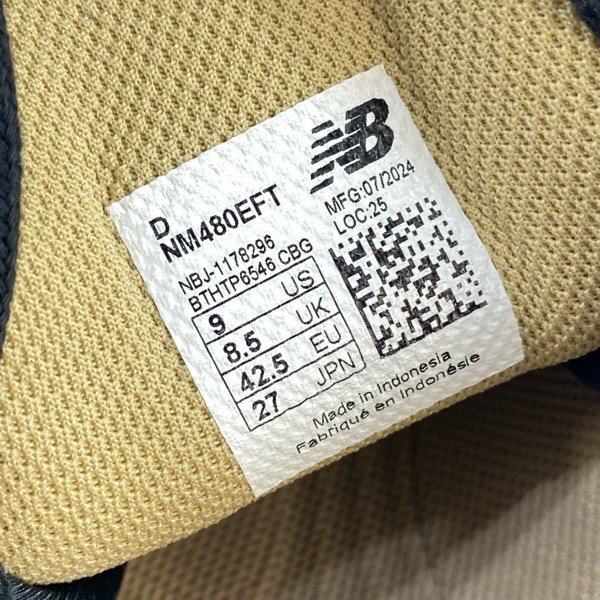 NB
MFG:07/2024
LOC:25
D
NM480EFT
NBJ-1178296
BTHTP6546 CBG
9 US
8.5 UK
42.5 EU
27 JPN
Made in Indonesia
Fabriqué en Indonésie